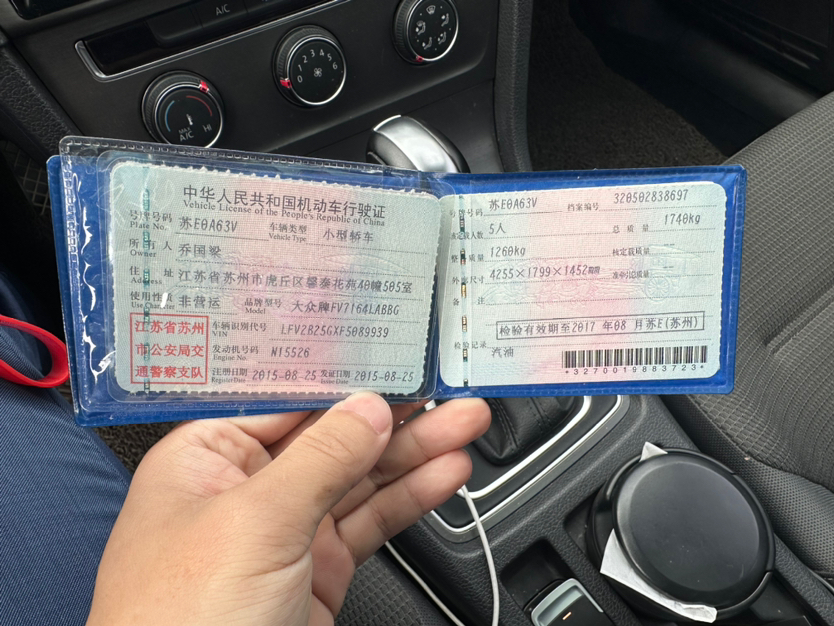 A/C
0 1 2 3 4 5 6
A/C
HI
中华人民共和国机动车行驶证
Vehicle License of the People's Republic of China
号牌号码 苏E0A63V 车辆类型 小型轿车
Plate No. Vehicle Type
所有人 乔国梁
Owner
住址 江苏省苏州市虎丘区馨泰花苑40幢505室
Address
使用性质 非营运 品牌型号 大众牌FV7164LABBG
Use Character Model
江苏省苏州
市公安局交
通警察支队
车辆识别代号 LFV2B25GXF5089939
VIN
发动机号码 N15526
Engine No.
注册日期 2015-08-25 发证日期 2015-08-25
Register Date Issue Date
号牌号码 苏E0A63V 档案编号 320502838697
核定载人数 5人 总质量 1740kg
整备质量 1260kg 核定载质量 --
外廓尺寸 4255×1799×1452 准牵引总质量 --
备注
检验有效期至2017年08月苏E(苏州)
检验记录
汽油
*3270019883723*